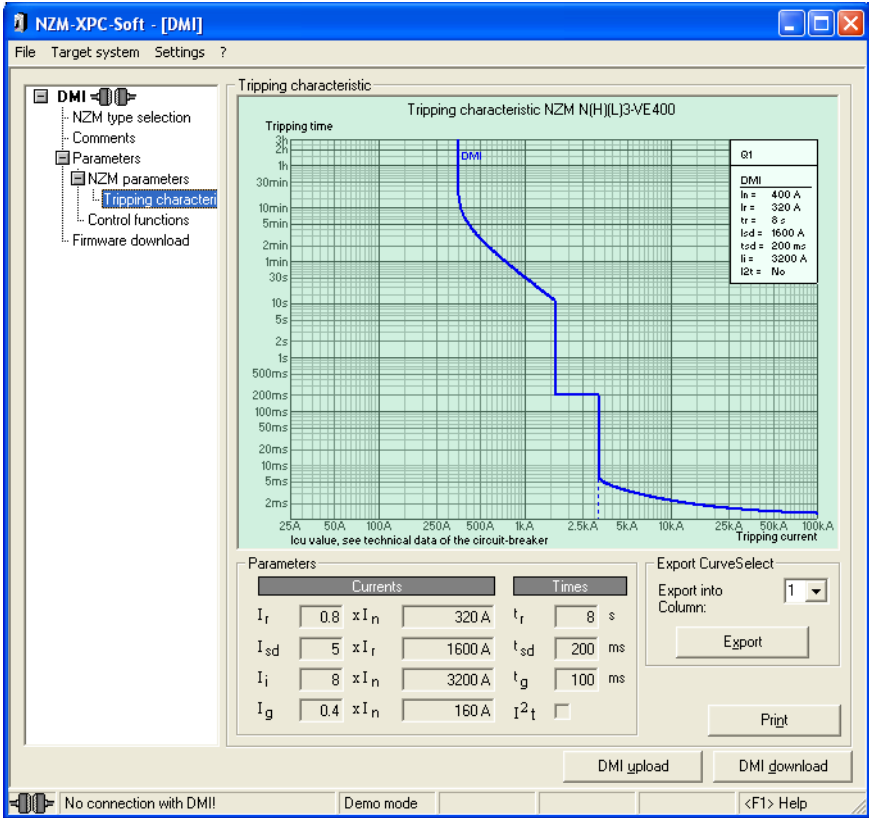 NZM-XPC-Soft - [DMI]
File Target system Settings ?
DMI
NZM type selection
Comments
Parameters
NZM parameters
Tripping characteri
Control functions
Firmware download
Tripping characteristic
Tripping characteristic NZM N(H)(L)3-VE400
Tripping time
3h
2h
1h
30min
10min
5min
2min
1min
30s
10s
5s
2s
1s
500ms
200ms
100ms
50ms
20ms
10ms
5ms
2ms
DMI
Q1
DMI
In = 400 A
Ir = 320 A
tr = 8 s
Isd = 1600 A
tsd = 200 ms
Ii = 3200 A
I2t = No
25A 50A 100A 250A 500A 1kA 2.5kA 5kA 10kA 25kA 50kA 100kA
Icu value, see technical data of the circuit-breaker Tripping current
Parameters
Currents Times
Ir 0.8 x In 320 A tr 8 s
Isd 5 x Ir 1600 A tsd 200 ms
Ii 8 x In 3200 A tg 100 ms
Ig 0.4 x In 160 A I²t
Export CurveSelect
Export into 1
Column:
Export
Print
DMI upload DMI download
No connection with DMI! Demo mode <F1> Help